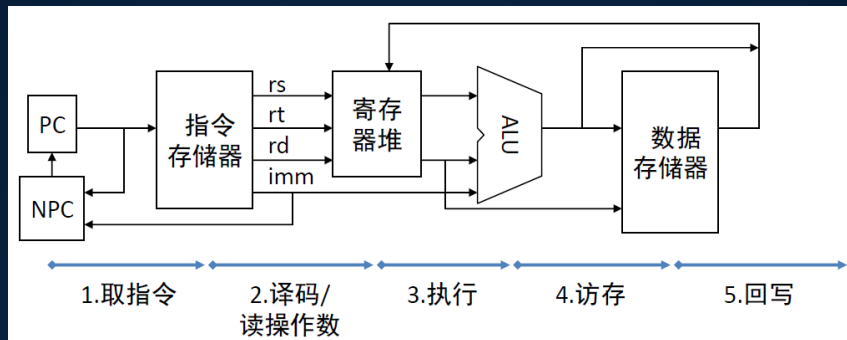 PC
NPC
指令
存储器
rs
rt
rd
imm
寄存
器堆
ALU
数据
存储器
1.取指令
2.译码/
读操作数
3.执行
4.访存
5.回写